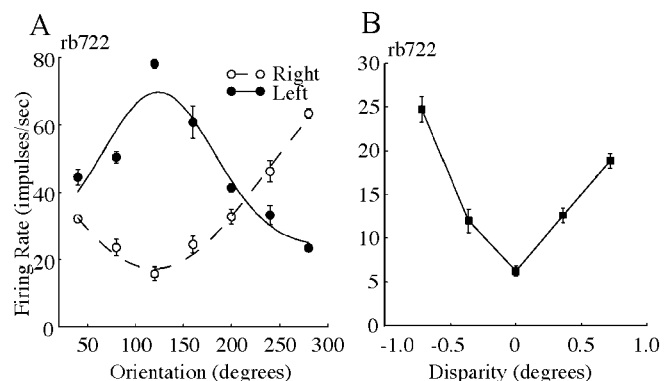 A
B
rb722
rb722
Right
Left
Firing Rate (impulses/sec)
80
60
40
20
0
50
100
150
200
250
300
Orientation (degrees)
30
25
20
15
10
5
0
-1.0
-0.5
0
0.5
1.0
Disparity (degrees)